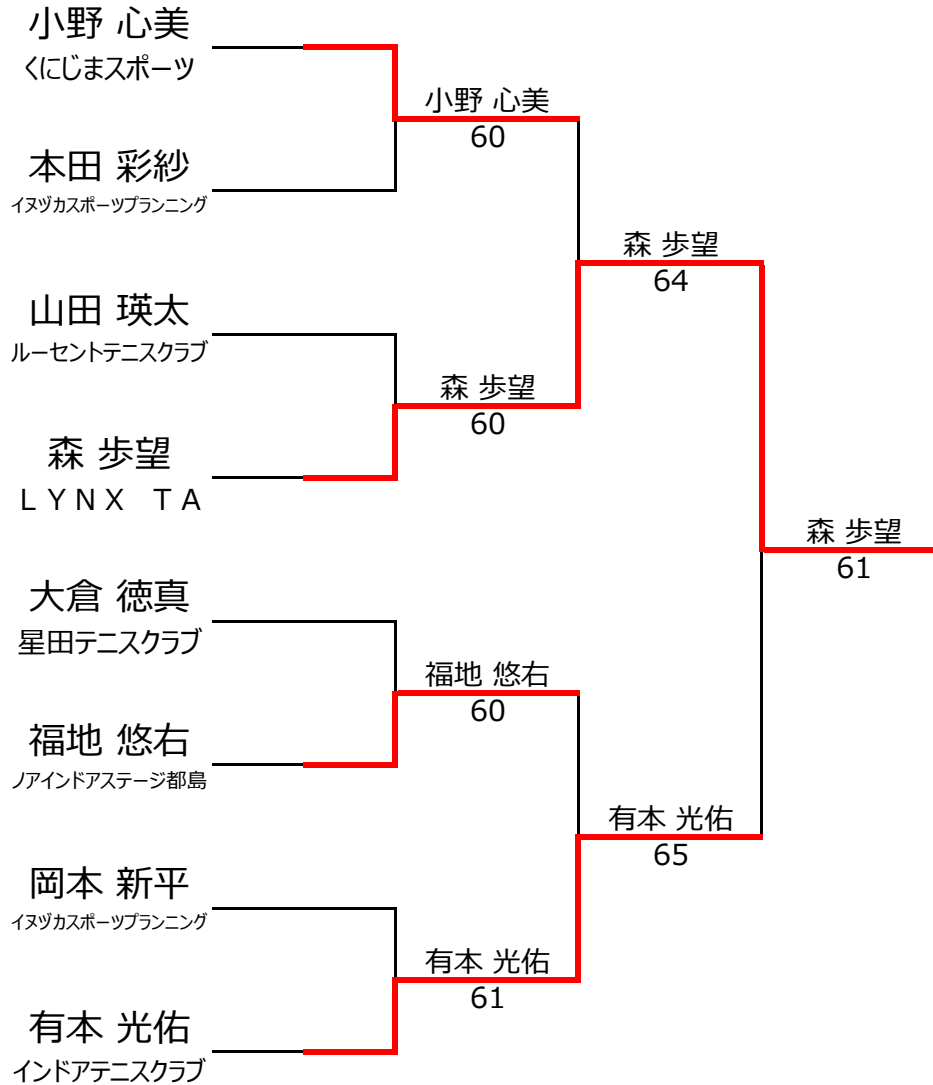 小野 心美
くにじまスポーツ
小野 心美
60
本田 彩紗
イヌヅカスポーツプランニング
森 歩望
64
山田 瑛太
ルーセントテニスクラブ
森 歩望
60
森 歩望
ＬＹＮＸ　ＴＡ
森 歩望
61
大倉 徳真
星田テニスクラブ
福地 悠右
60
福地 悠右
ノアインドアステージ都島
有本 光佑
65
岡本 新平
イヌヅカスポーツプランニング
有本 光佑
61
有本 光佑
インドアテニスクラブ